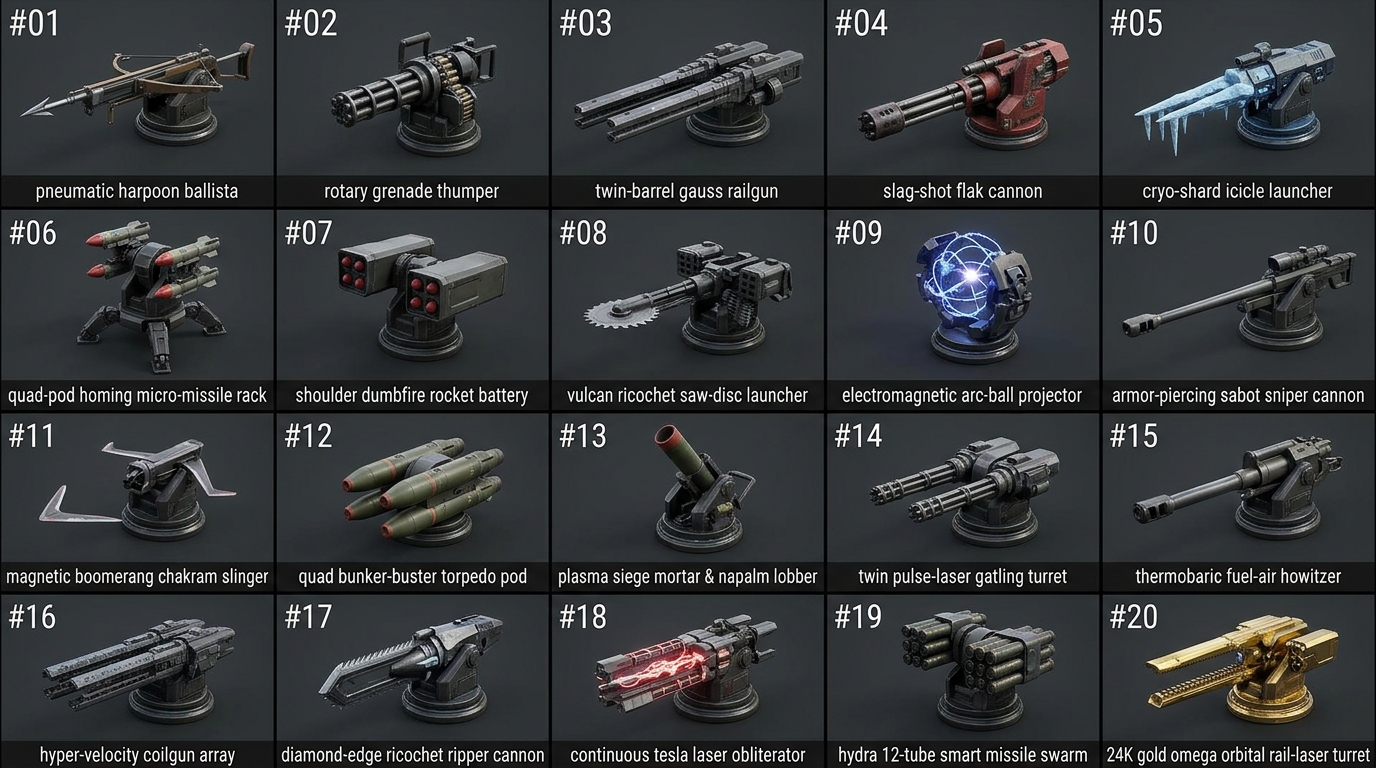 #01
pneumatic harpoon ballista
#02
rotary grenade thumper
#03
twin-barrel gauss railgun
#04
slag-shot flak cannon
#05
cryo-shard icicle launcher
#06
quad-pod homing micro-missile rack
#07
shoulder dumbfire rocket battery
#08
vulcan ricochet saw-disc launcher
#09
electromagnetic arc-ball projector
#10
armor-piercing sabot sniper cannon
#11
magnetic boomerang chakram slinger
#12
quad bunker-buster torpedo pod
#13
plasma siege mortar & napalm lobber
#14
twin pulse-laser gatling turret
#15
thermobaric fuel-air howitzer
#16
hyper-velocity coilgun array
#17
diamond-edge ricochet ripper cannon
#18
continuous tesla laser obliterator
#19
hydra 12-tube smart missile swarm
#20
24K gold omega orbital rail-laser turret